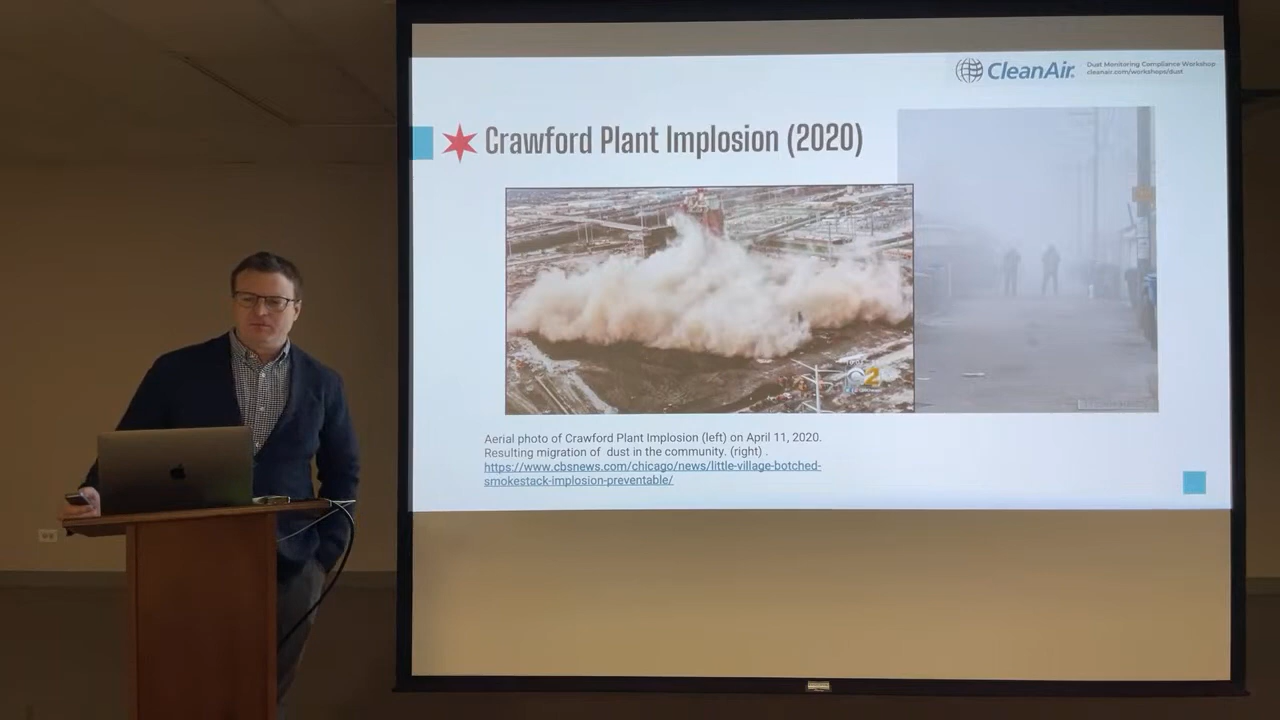 CleanAir
Dust Monitoring Compliance Workshop
cleanair.com/workshops/dust
Crawford Plant Implosion (2020)
2
Aerial photo of Crawford Plant Implosion (left) on April 11, 2020.
Resulting migration of dust in the community. (right) .
https://www.cbsnews.com/chicago/news/little-village-botched-
smokestack-implosion-preventable/